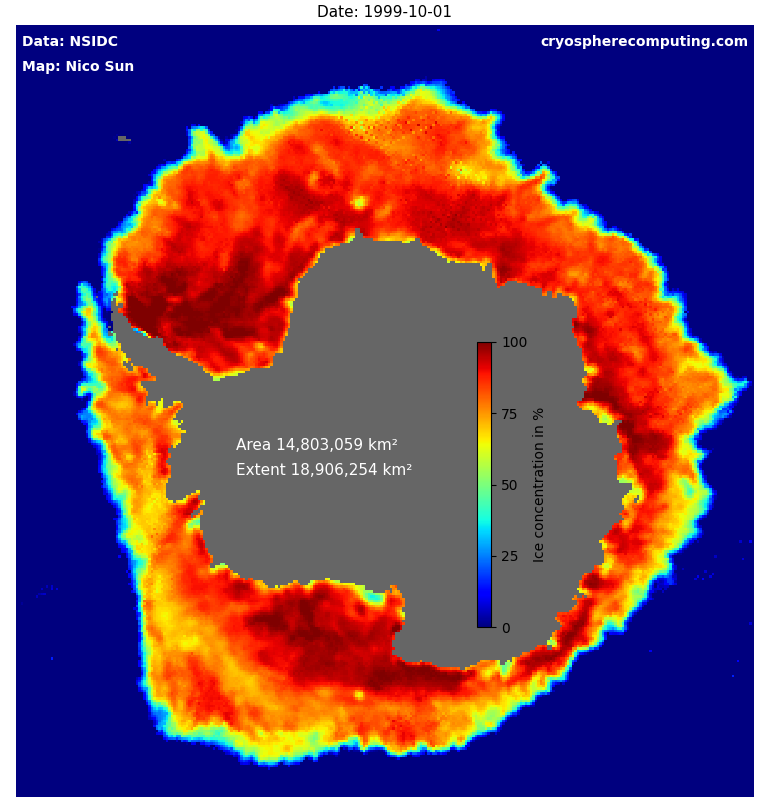 Date: 1999-10-01
Data: NSIDC
cryospherecomputing.com
Map: Nico Sun
100
75
50
25
0
Ice concentration in %
Area 14,803,059 km²
Extent 18,906,254 km²